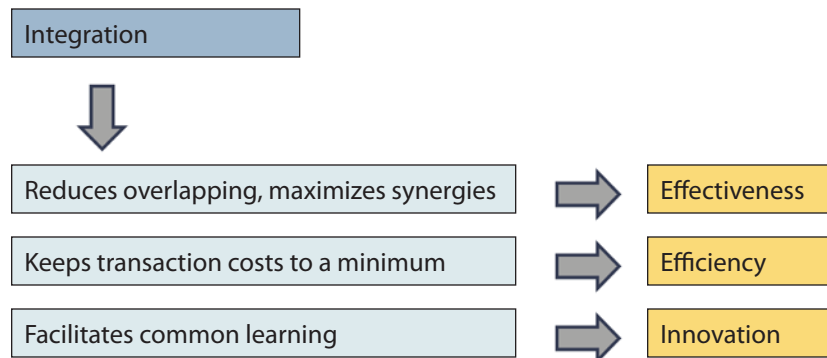 Integration
Reduces overlapping, maximizes synergies
Effectiveness
Keeps transaction costs to a minimum
Efficiency
Facilitates common learning
Innovation